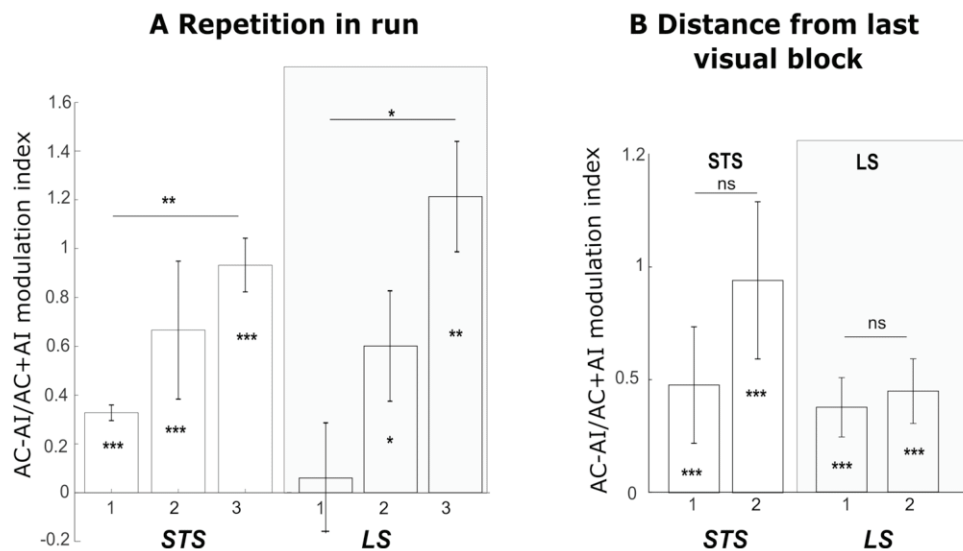 A Repetition in run
AC-AI/AC+AI modulation index
1.6
1.4
1.2
1
0.8
0.6
0.4
0.2
0
-0.2
**
*
***
***
***
*
**
1 2 3 1 2 3
STS LS
B Distance from last
visual block
AC-AI/AC+AI modulation index
1.2
1
0.5
0
STS LS
ns
ns
***
***
***
***
1 2 1 2
STS LS